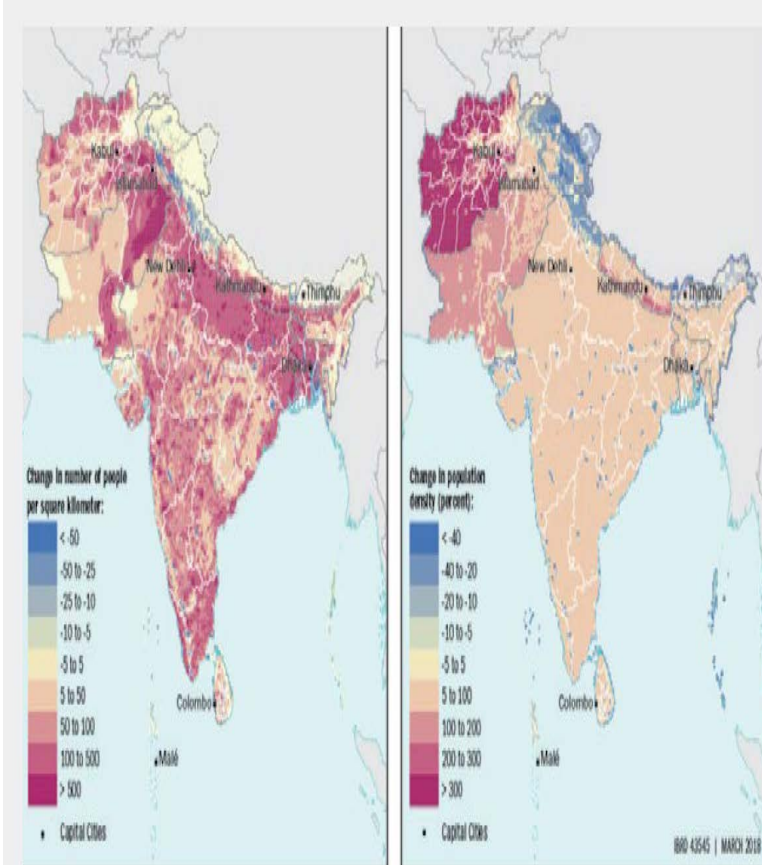 Kabul
Islamabad
New Dehli
Kathmandu
Thimphu
Dhaka
Change in number of people
per square kilometer:
< -50
-50 to -25
-25 to -10
-10 to -5
-5 to 5
5 to 50
50 to 100
100 to 500
> 500
Capital Cities
Colombo
Malé
Kabul
Islamabad
New Dehli
Kathmandu
Thimphu
Dhaka
Change in population
density (percent):
< -40
-40 to -20
-20 to -10
-10 to -5
-5 to 5
5 to 100
100 to 200
200 to 300
> 300
Capital Cities
Colombo
Malé
IBRD 43545 | MARCH 2018